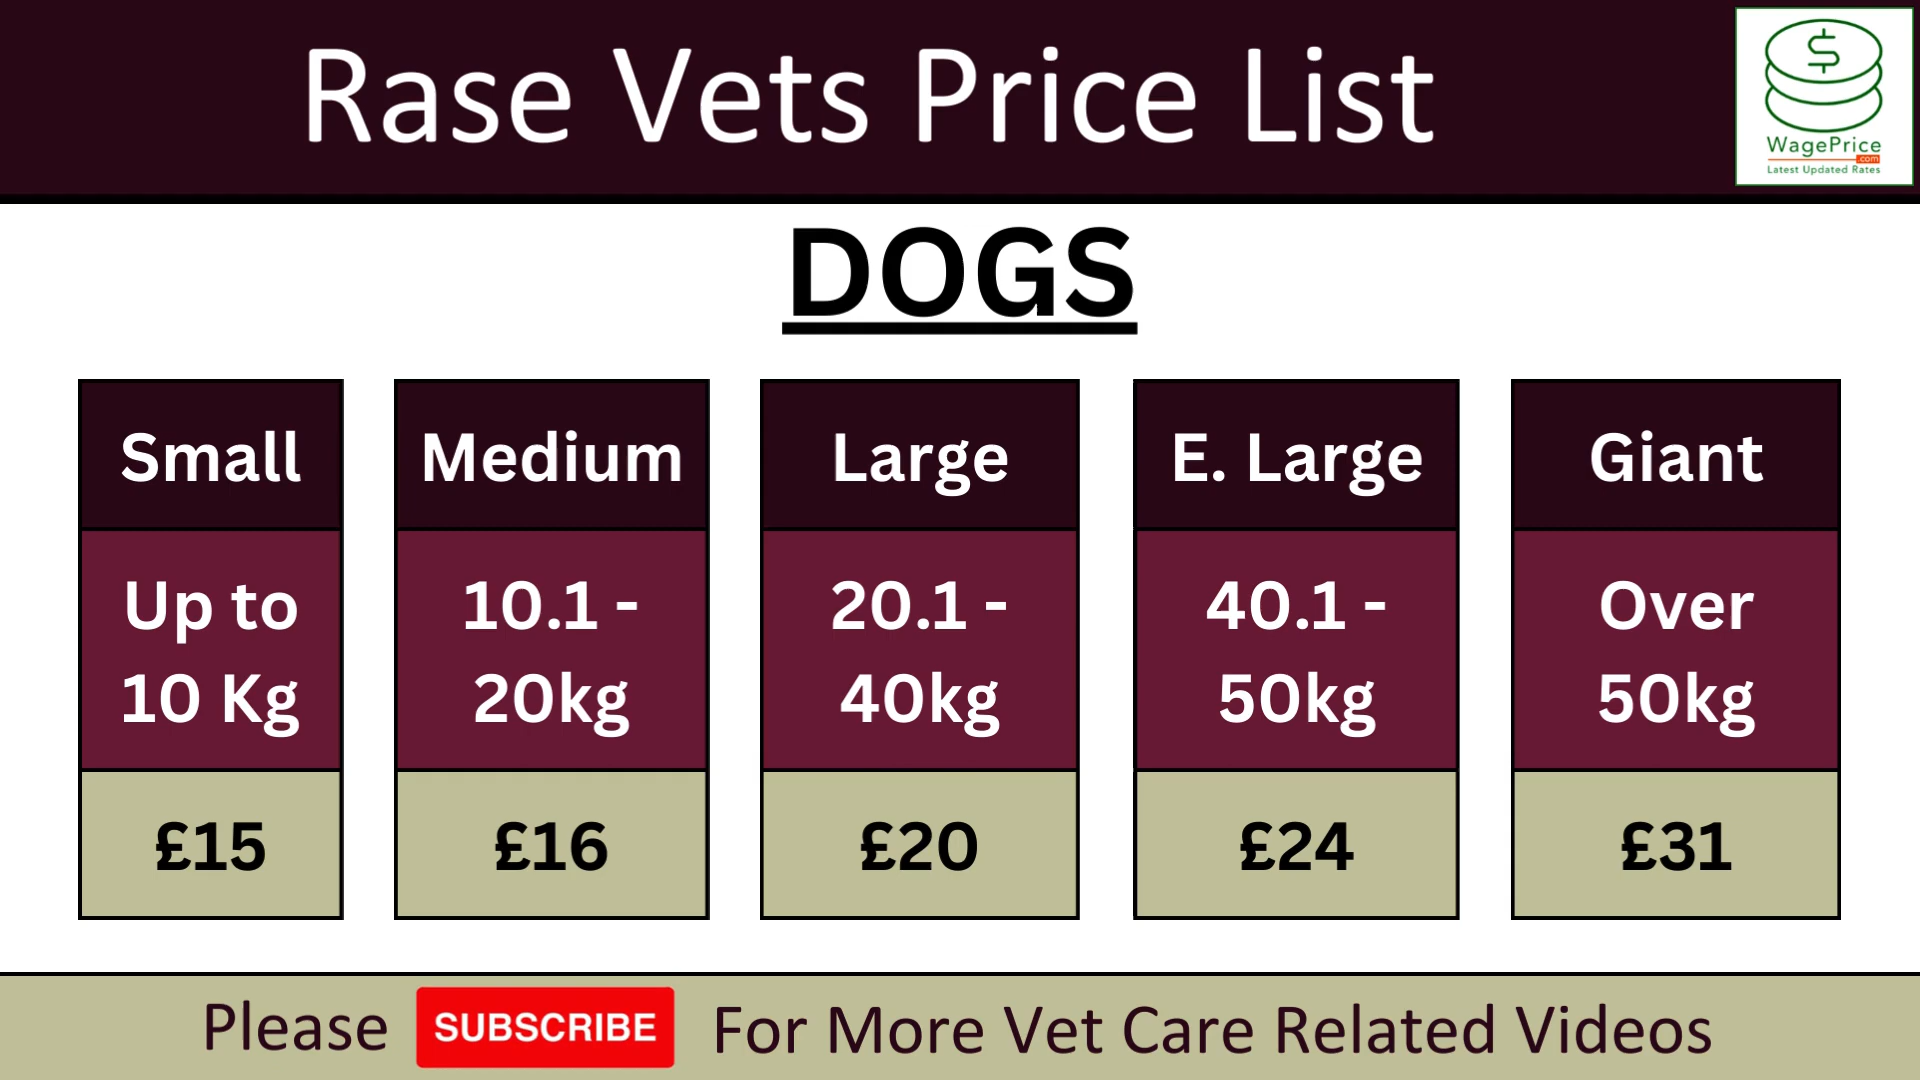 Rase Vets Price List
$
WagePrice
.com
Latest Updated Rates
DOGS
Small
Up to
10 Kg
£15
Medium
10.1 -
20kg
£16
Large
20.1 -
40kg
£20
E. Large
40.1 -
50kg
£24
Giant
Over
50kg
£31
Please SUBSCRIBE For More Vet Care Related Videos